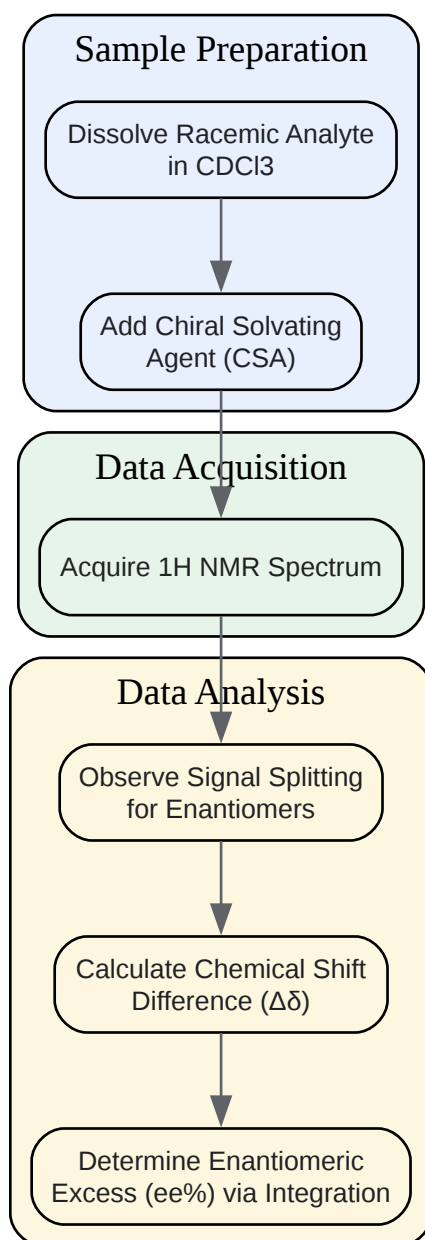 Sample Preparation
Dissolve Racemic Analyte
in CDCl3
Add Chiral Solvating
Agent (CSA)
Data Acquisition
Acquire 1H NMR Spectrum
Data Analysis
Observe Signal Splitting
for Enantiomers
Calculate Chemical Shift
Difference (Δδ)
Determine Enantiomeric
Excess (ee%) via Integration